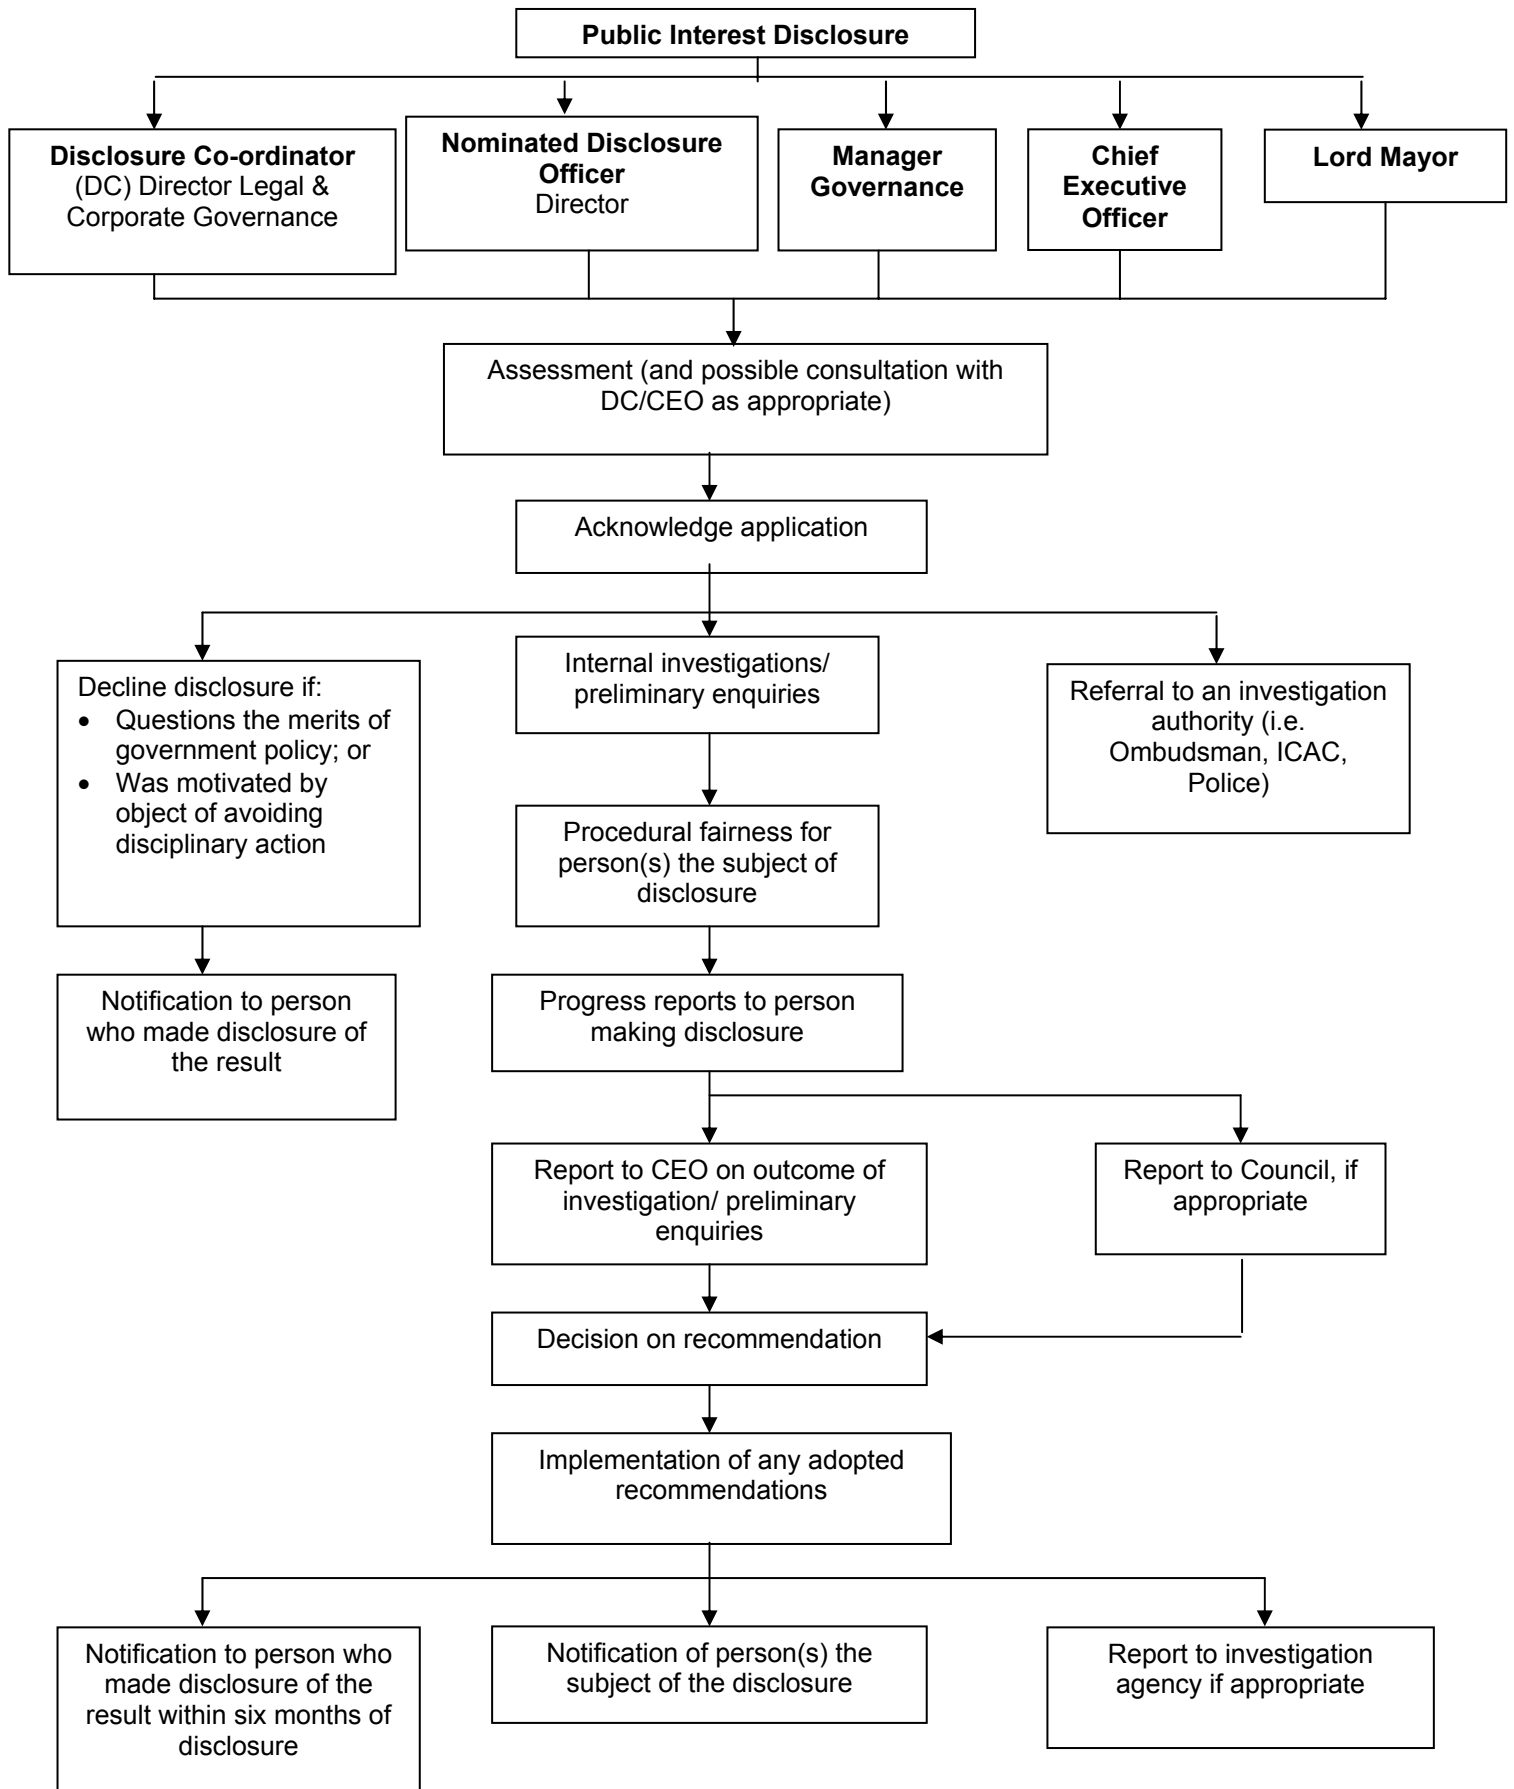 Public Interest Disclosure
Disclosure Co-ordinator
(DC) Director Legal &
Corporate Governance
Nominated Disclosure
Officer
Director
Manager
Governance
Chief
Executive
Officer
Lord Mayor
Assessment (and possible consultation with
DC/CEO as appropriate)
Acknowledge application
Decline disclosure if:
• Questions the merits of
government policy; or
• Was motivated by
object of avoiding
disciplinary action
Internal investigations/
preliminary enquiries
Referral to an investigation
authority (i.e.
Ombudsman, ICAC,
Police)
Procedural fairness for
person(s) the subject of
disclosure
Notification to person
who made disclosure of
the result
Progress reports to person
making disclosure
Report to CEO on outcome of
investigation/ preliminary
enquiries
Report to Council, if
appropriate
Decision on recommendation
Implementation of any adopted
recommendations
Notification to person who
made disclosure of the
result within six months of
disclosure
Notification of person(s) the
subject of the disclosure
Report to investigation
agency if appropriate